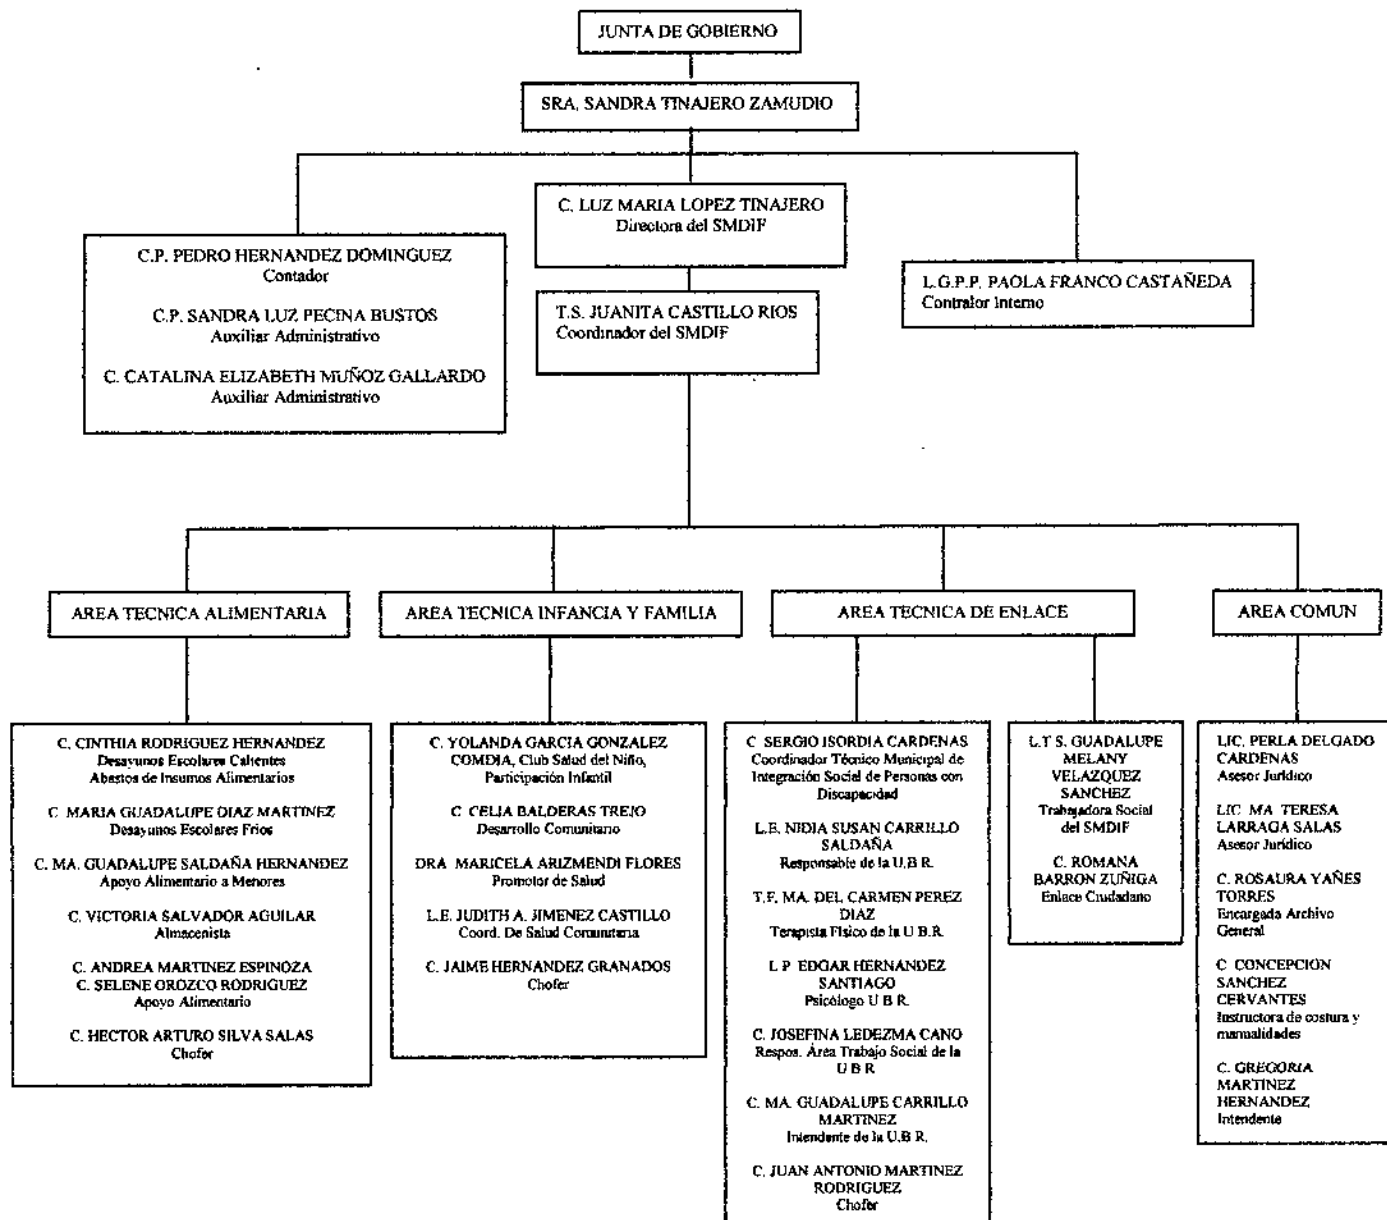 JUNTA DE GOBIERNO
SRA, SANDRA TINAJERO ZAMUDIO
C. LUZ MARIA LOPEZ TINAJERO
Directora del SMDIF
C.P. PEDRO HERNANDEZ DOMINGUEZ
Contador
C.P. SANDRA LUZ PECINA BUSTOS
Auxiliar Administrativo
C. CATALINA ELIZABETH MUÑOZ GALLARDO
Auxiliar Administrativo
T.S. JUANITA CASTILLO RIOS
Coordinador del SMDIF
L.G.P.P. PAOLA FRANCO CASTAÑEDA
Contralor Interno
AREA TECNICA ALIMENTARIA
AREA TECNICA INFANCIA Y FAMILIA
AREA TECNICA DE ENLACE
AREA COMUN
C. CINTHIA RODRIGUEZ HERNANDEZ
Desayunos Escolares Calientes
Abastos de Insumos Alimentarios
C MARIA GUADALUPE DIAZ MARTINEZ
Desayunos Escolares Frios
C. MA. GUADALUPE SALDAÑA HERNANDEZ
Apoyo Alimentario a Menores
C. VICTORIA SALVADOR AGUILAR
Almacenista
C. ANDREA MARTINEZ ESPINOZA
C. SELENE OROZCO RODRIGUEZ
Apoyo Alimentario
C. HECTOR ARTURO SILVA SALAS
Chofer
C. YOLANDA GARCIA GONZALEZ
COMDIA, Club Salud del Niño,
Participación Infantil
C CELIA BALDERAS TREJO
Desarrollo Comunitario
DRA MARICELA ARIZMENDI FLORES
Promotor de Salud
L.E. JUDITH A. JIMENEZ CASTILLO
Coord. De Salud Comunitaria
C. JAIME HERNANDEZ GRANADOS
Chofer
C SERGIO ISORDIA CARDENAS
Coordinador Técnico Municipal de
Integración Social de Personas con
Discapacidad
L.E. NIDIA SUSAN CARRILLO
SALDAÑA
Responsable de la U.B R.
T.F. MA. DEL CARMEN PEREZ
DIAZ
Terapista Físico de la U B.R
L P EDGAR HERNANDEZ
SANTIAGO
Psicólogo U B R.
C. JOSEFINA LEDEZMA CANO
Respos. Área Trabajo Social de la
U B R
C. MA. GUADALUPE CARRILLO
MARTINEZ
Intendente de la U.B R.
C. JUAN ANTONIO MARTINEZ
RODRIGUEZ
Chofer
L.T S. GUADALUPE
MELANY
VELAZQUEZ
SANCHEZ
Trabajadora Social
del SMDIF
C. ROMANA
BARRON ZUÑIGA
Enlace Ciudadano
LIC. PERLA DELGADO
CARDENAS
Asesor Jurídico
LIC MA TERESA
LARRAGA SALAS
Asesor Jurídico
C. ROSAURA YAÑES
TORRES
Encargada Archivo
General
C CONCEPCION
SANCHEZ
CERVANTES
Instructora de costura y
manualidades
C. GREGORIA
MARTINEZ
HERNANDEZ
Intendente